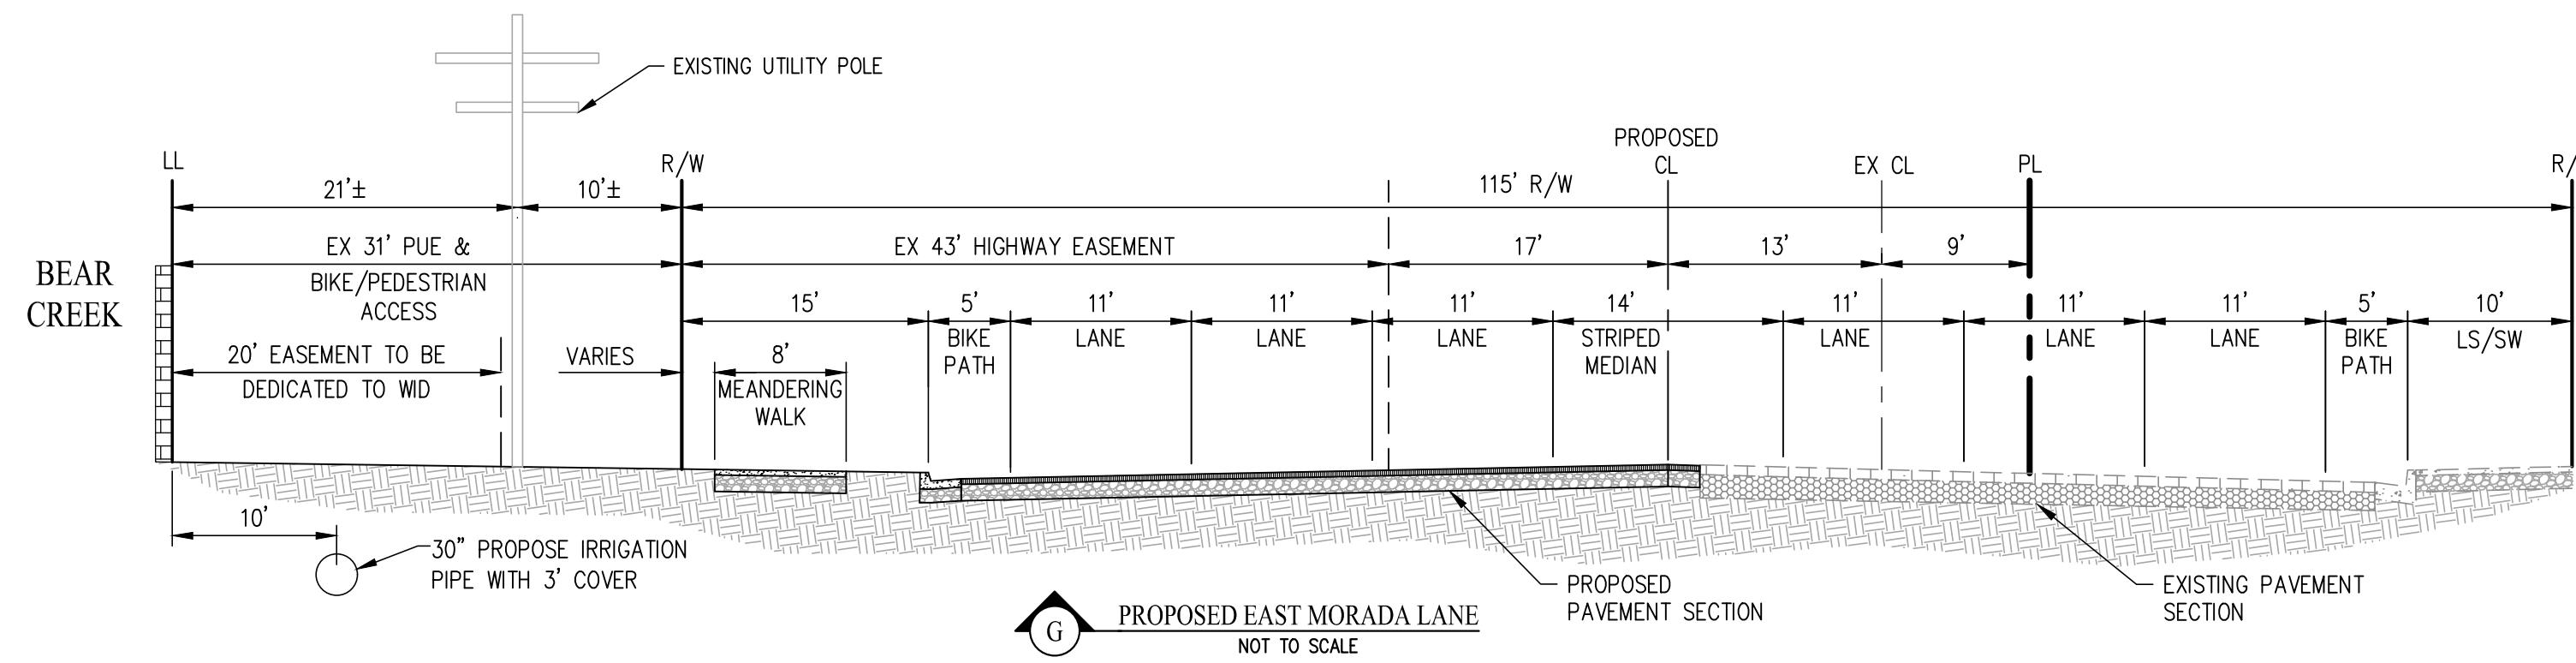 EXISTING UTILITY POLE
PROPOSED
CL
LL
R/W
EX CL
PL
R/
21'±
10'±
115' R/W
BEAR
CREEK
EX 31' PUE &
BIKE/PEDESTRIAN
ACCESS
EX 43' HIGHWAY EASEMENT
17'
13'
9'
15'
5'
BIKE
PATH
11'
LANE
11'
LANE
11'
LANE
14'
STRIPED
MEDIAN
11'
LANE
11'
LANE
11'
LANE
5'
BIKE
PATH
10'
LS/SW
20' EASEMENT TO BE
DEDICATED TO WID
VARIES
8'
MEANDERING
WALK
10'
30" PROPOSE IRRIGATION
PIPE WITH 3' COVER
PROPOSED
PAVEMENT SECTION
EXISTING PAVEMENT
SECTION
G
PROPOSED EAST MORADA LANE
NOT TO SCALE